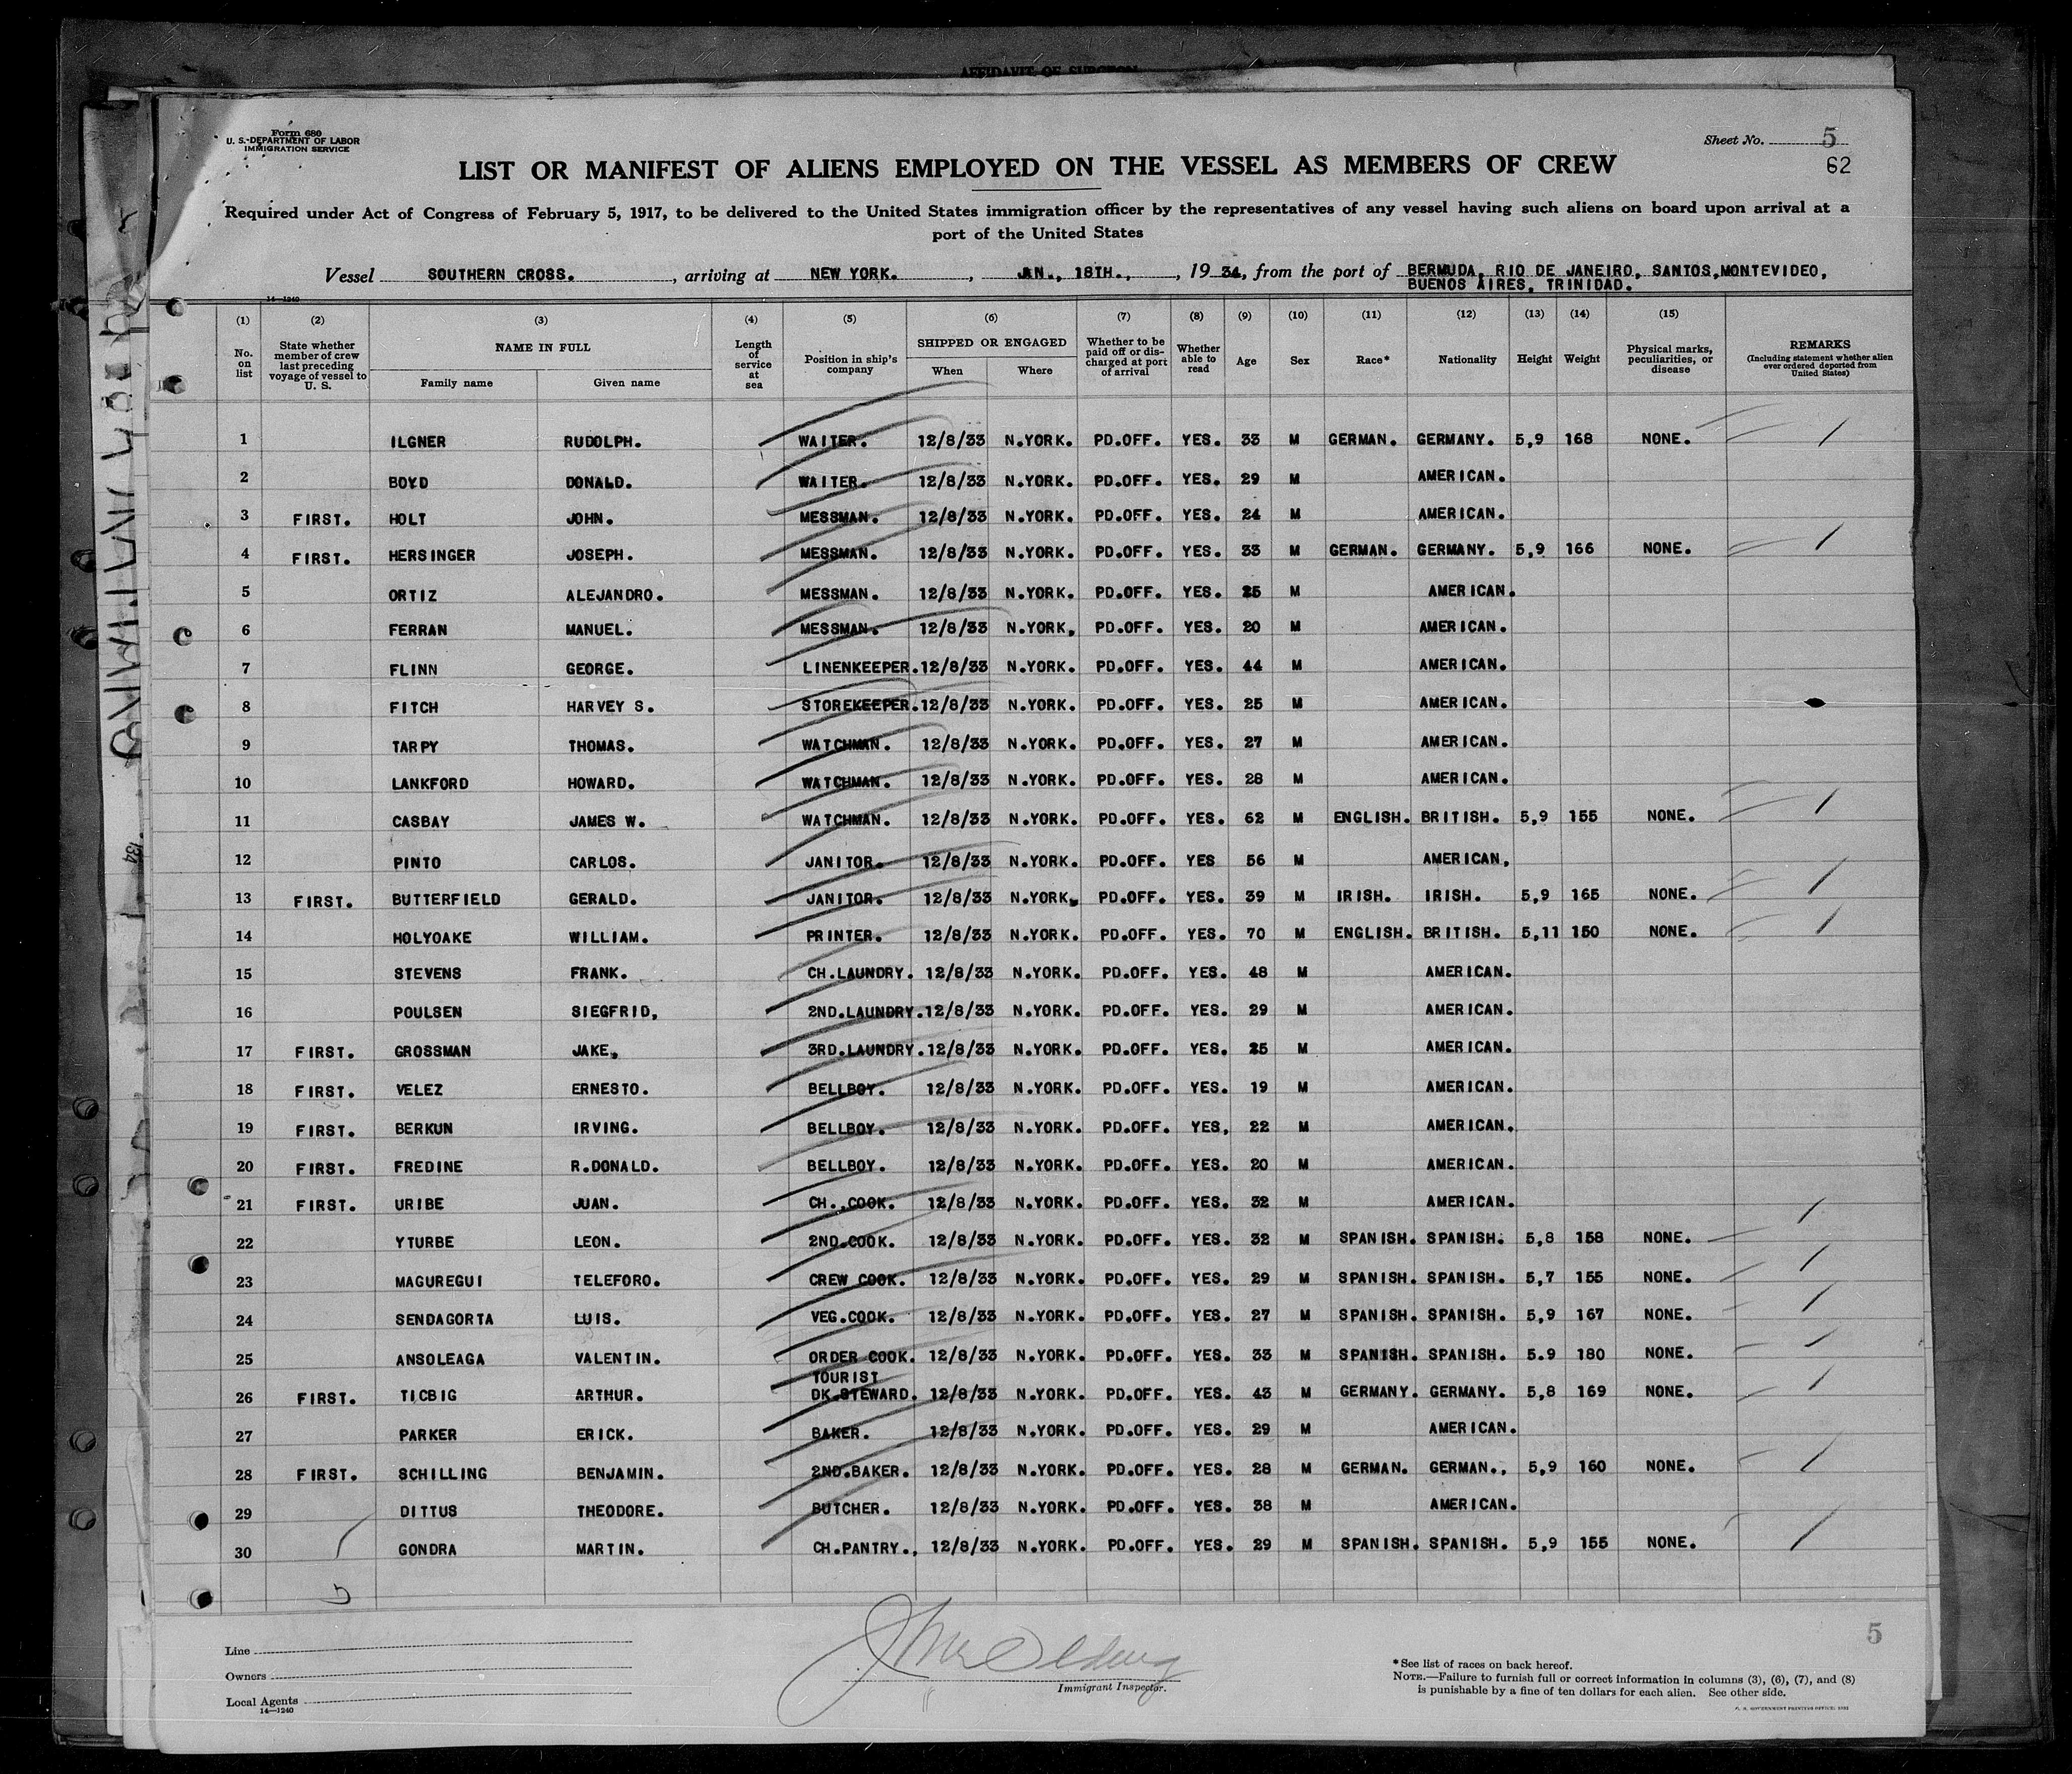 AFFIDAVIT OF SURGEON
Form 680
U. S. DEPARTMENT OF LABOR
IMMIGRATION SERVICE
Sheet No. 5
62
LIST OR MANIFEST OF ALIENS EMPLOYED ON THE VESSEL AS MEMBERS OF CREW
Required under Act of Congress of February 5, 1917, to be delivered to the United States immigration officer by the representatives of any vessel having such aliens on board upon arrival at a
port of the United States
Vessel SOUTHERN CROSS. , arriving at NEW YORK. , JAN., 18TH., , 19 34, from the port of BERMUDA, RIO DE JANEIRO, SANTOS, MONTEVIDEO,
BUENOS AIRES, TRINIDAD.
14—1240
(1) (2) (3) (4) (5) (6) (7) (8) (9) (10) (11) (12) (13) (14) (15)
No. on list State whether member of crew last preceding voyage of vessel to U. S. NAME IN FULL Family name Given name Length of service at sea Position in ship's company SHIPPED OR ENGAGED When Where Whether to be paid off or discharged at port of arrival Whether able to read Age Sex Race* Nationality Height Weight Physical marks, peculiarities, or disease REMARKS (Including statement whether alien ever ordered deported from United States)
1 ILGNER RUDOLPH. WAITER. 12/8/33 N.YORK. PD.OFF. YES. 33 M GERMAN. GERMANY. 5,9 168 NONE.
2 BOYD DONALD. WAITER. 12/8/33 N.YORK. PD.OFF. YES. 29 M AMERICAN.
3 FIRST. HOLT JOHN. MESSMAN. 12/8/33 N.YORK. PD.OFF. YES. 24 M AMERICAN.
4 FIRST. HERSINGER JOSEPH. MESSMAN. 12/8/33 N.YORK. PD.OFF. YES. 33 M GERMAN. GERMANY. 5,9 166 NONE.
5 ORTIZ ALEJANDRO. MESSMAN. 12/8/33 N.YORK. PD.OFF. YES. 25 M AMERICAN.
6 FERRAN MANUEL. MESSMAN. 12/8/33 N.YORK, PD.OFF. YES. 20 M AMERICAN.
7 FLINN GEORGE. LINENKEEPER. 12/8/33 N.YORK. PD.OFF. YES. 44 M AMERICAN.
8 FITCH HARVEY S. STOREKEEPER. 12/8/33 N.YORK. PD.OFF. YES. 25 M AMERICAN.
9 TARPY THOMAS. WATCHMAN. 12/8/33 N.YORK. PD.OFF. YES. 27 M AMERICAN.
10 LANKFORD HOWARD. WATCHMAN. 12/8/33 N.YORK. PD.OFF. YES. 28 M AMERICAN.
11 CASBAY JAMES W. WATCHMAN. 12/8/33 N.YORK. PD.OFF. YES. 62 M ENGLISH. BRITISH. 5,9 155 NONE.
12 PINTO CARLOS. JANITOR. 12/8/33 N.YORK. PD.OFF. YES 56 M AMERICAN.
13 FIRST. BUTTERFIELD GERALD. JANITOR. 12/8/33 N.YORK. PD.OFF. YES. 39 M IRISH. IRISH. 5,9 165 NONE.
14 HOLYOAKE WILLIAM. PRINTER. 12/8/33 N.YORK. PD.OFF. YES. 70 M ENGLISH. BRITISH. 5,11 150 NONE.
15 STEVENS FRANK. CH.LAUNDRY. 12/8/33 N.YORK. PD.OFF. YES. 48 M AMERICAN.
16 POULSEN SIEGFRID, 2ND.LAUNDRY. 12/8/33 N.YORK. PD.OFF. YES. 29 M AMERICAN.
17 FIRST. GROSSMAN JAKE, 3RD.LAUNDRY. 12/8/33 N.YORK. PD.OFF. YES. 25 M AMERICAN.
18 FIRST. VELEZ ERNESTO. BELLBOY. 12/8/33 N.YORK. PD.OFF. YES. 19 M AMERICAN.
19 FIRST. BERKUN IRVING. BELLBOY. 12/8/33 N.YORK. PD.OFF. YES, 22 M AMERICAN.
20 FIRST. FREDINE R.DONALD. BELLBOY. 12/8/33 N.YORK. PD.OFF. YES. 20 M AMERICAN.
21 FIRST. URIBE JUAN. CH.,COOK. 12/8/33 N.YORK. PD.OFF. YES. 32 M AMERICAN.
22 YTURBE LEON. 2ND.COOK. 12/8/33 N.YORK. PD.OFF. YES. 32 M SPANISH. SPANISH. 5,8 158 NONE.
23 MAGUREGUI TELEFORO. CREW COOK. 12/8/33 N.YORK. PD.OFF. YES. 29 M SPANISH. SPANISH. 5,7 155 NONE.
24 SENDAGORTA LUIS. VEG.COOK. 12/8/33 N.YORK. PD.OFF. YES. 27 M SPANISH. SPANISH. 5,9 167 NONE.
25 ANSOLEAGA VALENTIN. ORDER COOK. 12/8/33 N.YORK. PD.OFF. YES. 33 M SPANISH. SPANISH. 5.9 180 NONE.
TOURIST
26 FIRST. TICBIG ARTHUR. DK.STEWARD. 12/8/33 N.YORK. PD.OFF. YES. 43 M GERMANY. GERMANY. 5,8 169 NONE.
27 PARKER ERICK. BAKER. 12/8/33 N.YORK. PD.OFF. YES. 29 M AMERICAN.
28 FIRST. SCHILLING BENJAMIN. 2ND.BAKER. 12/8/33 N.YORK. PD.OFF. YES. 28 M GERMAN. GERMAN., 5,9 160 NONE.
29 DITTUS THEODORE. BUTCHER. 12/8/33 N.YORK. PD.OFF. YES. 38 M AMERICAN.
30 GONDRA MARTIN. CH.PANTRY., 12/8/33 N.YORK. PD.OFF. YES. 29 M SPANISH. SPANISH. 5,9 155 NONE.
5
Line
Owners
Local Agents
14—1240
Immigrant Inspector.
*See list of races on back hereof.
NOTE.—Failure to furnish full or correct information in columns (3), (6), (7), and (8)
is punishable by a fine of ten dollars for each alien. See other side.